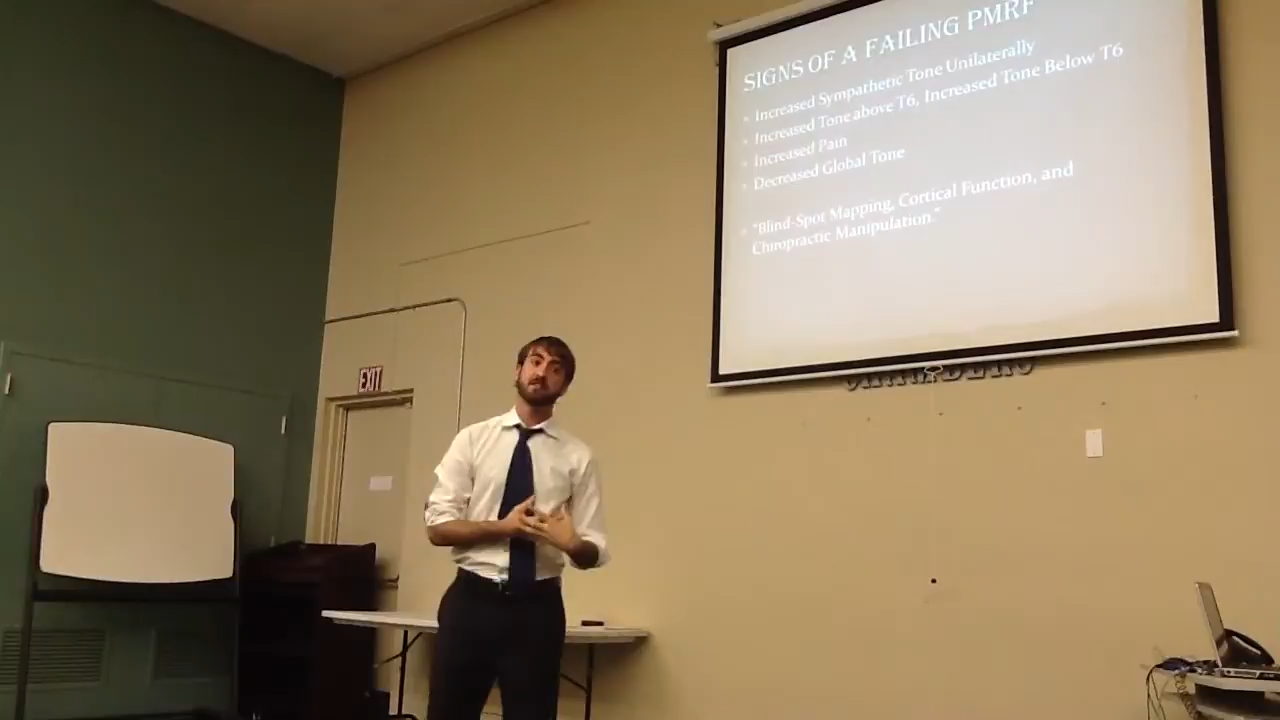 SIGNS OF A FAILING PMRF
• Increased Sympathetic Tone Unilaterally
• Increased Tone above T6, Increased Tone Below T6
• Increased Pain
• Decreased Global Tone
• "Blind-Spot Mapping, Cortical Function, and
Chiropractic Manipulation."
EXIT